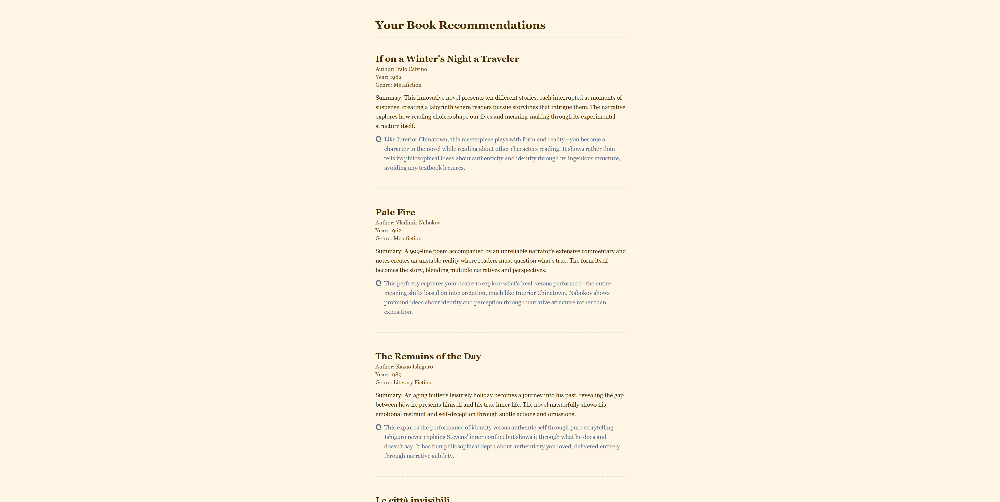 Your Book Recommendations
If on a Winter's Night a Traveler
Author: Italo Calvino
Year: 1982
Genre: Metafiction
Summary: This innovative novel presents ten different stories, each interrupted at moments of
suspense, creating a labyrinth where readers pursue storylines that intrigue them. The narrative
explores how reading choices shape our lives and meaning-making through its experimental
structure itself.
Like Interior Chinatown, this masterpiece plays with form and reality—you become a
character in the novel while reading about other characters reading. It shows rather than
tells its philosophical ideas about authenticity and identity through its ingenious structure,
avoiding any textbook lectures.
Pale Fire
Author: Vladimir Nabokov
Year: 1962
Genre: Metafiction
Summary: A 999-line poem accompanied by an unreliable narrator's extensive commentary and
notes creates an unstable reality where readers must question what's true. The form itself
becomes the story, blending multiple narratives and perspectives.
This perfectly captures your desire to explore what's 'real' versus performed—the entire
meaning shifts based on interpretation, much like Interior Chinatown. Nabokov shows
profound ideas about identity and perception through narrative structure rather than
exposition.
The Remains of the Day
Author: Kazuo Ishiguro
Year: 1989
Genre: Literary Fiction
Summary: An aging butler's leisurely holiday becomes a journey into his past, revealing the gap
between how he presents himself and his true inner life. The novel masterfully shows his
emotional restraint and self-deception through subtle actions and omissions.
This explores the performance of identity versus authentic self through pure storytelling—
Ishiguro never explains Stevens' inner conflict but shows it through what he does and
doesn't say. It has that philosophical depth about authenticity you loved, delivered entirely
through narrative subtlety.
Le città invisibili